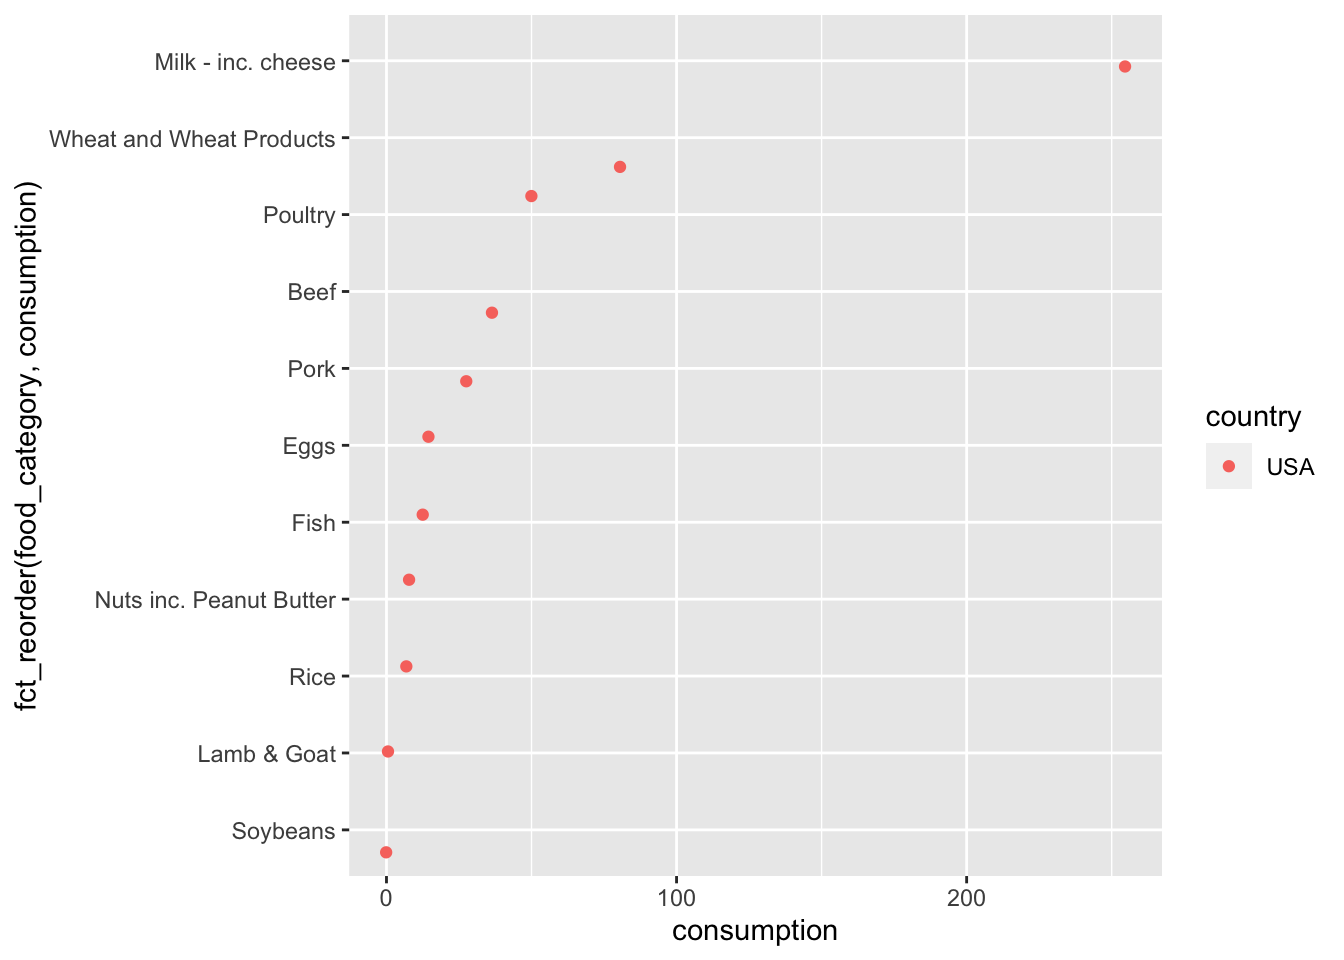 fct_reorder(food_category, consumption)
Milk - inc. cheese
Wheat and Wheat Products
Poultry
Beef
Pork
Eggs
Fish
Nuts inc. Peanut Butter
Rice
Lamb & Goat
Soybeans
0 100 200
consumption
country
USA